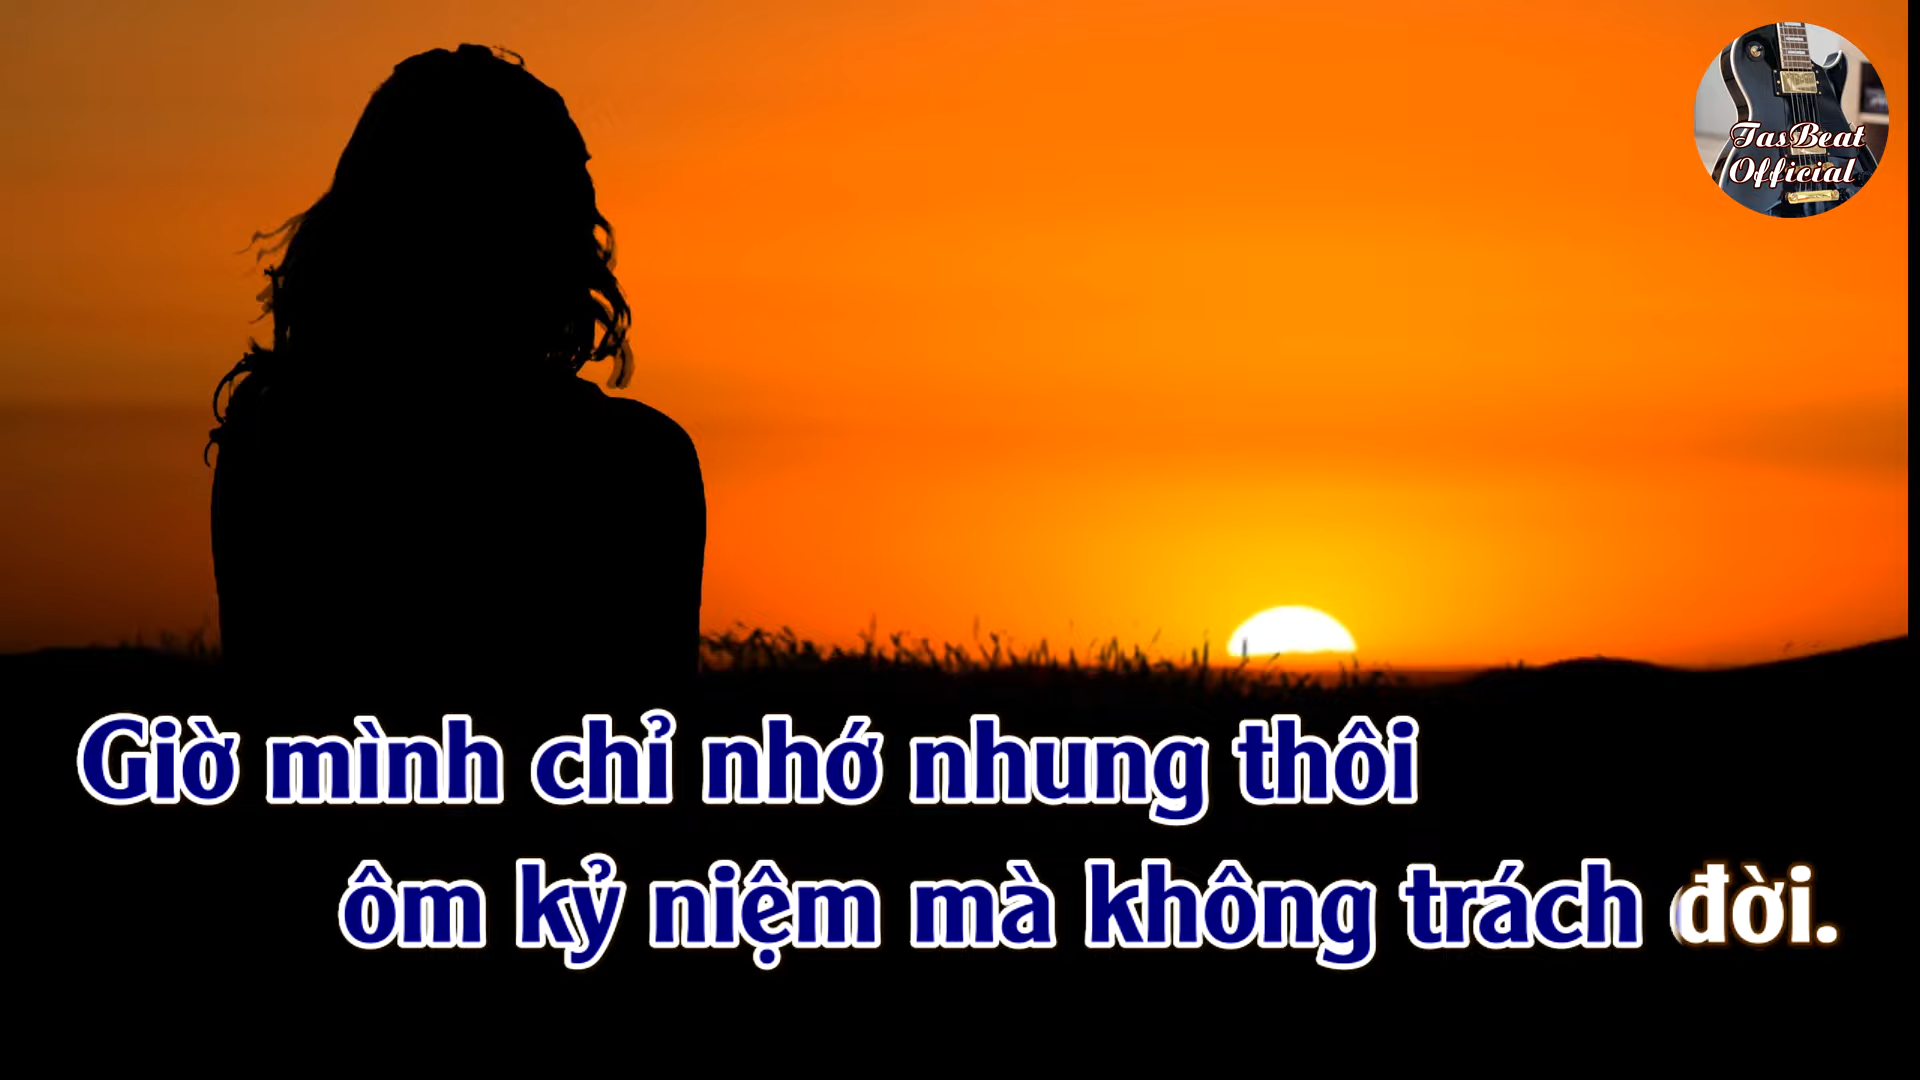 TasBeat
Official
Giờ mình chỉ nhớ nhung thôi
ôm kỷ niệm mà không trách đời.